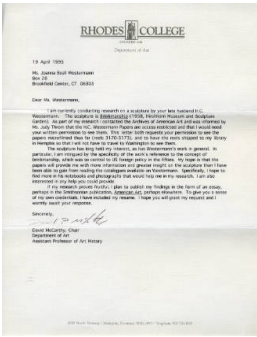 RHODES COLLEGE
Department of Art
19 April 1995
Ms. Joanna Beall Westermann
Box 28
Brookfield Center, CT 06805
Dear Ms. Westermann,
I am currently conducting research on a sculpture by your late husband H.C.
Westermann. The sculpture is (1958, Hirshhorn Museum and Sculpture
Garden). As part of my research I contacted the Archives of American Art and was informed by
Ms. Judy Throm that the H.C. Westermann Papers are access restricted and that I would need
your written permission to see them. This letter both requests your permission to see the
papers microfilmed thus far (reels 3170-3173), and to have the reels shipped to my library
in Memphis so that I will not have to travel to Washington to see them.
The sculpture has long held my interest, as has Westermann's work in general. In
particular, I am intrigued by the specificity of the work's reference to the concept of
brinkmanship, which was so central to US foreign policy in the fifties. My hope is that the
papers will provide me with more information and greater insight on the sculpture than I have
been able to gain from reading the catalogues available on Westermann. Specifically, I hope to
find more in his notebooks and photographs that would help me in my research. I am also
interested in any help you could provide.
If my research proves fruitful, I plan to publish my findings in the form of an essay,
perhaps in the Smithsonian publication, American Art, perhaps elsewhere. To give you a sense
of my own credentials, I have included my resume. I hope you will grant my request and I
warmly await your response.
Sincerely,
David McCarthy, Chair
Department of Art
Assistant Professor of Art History